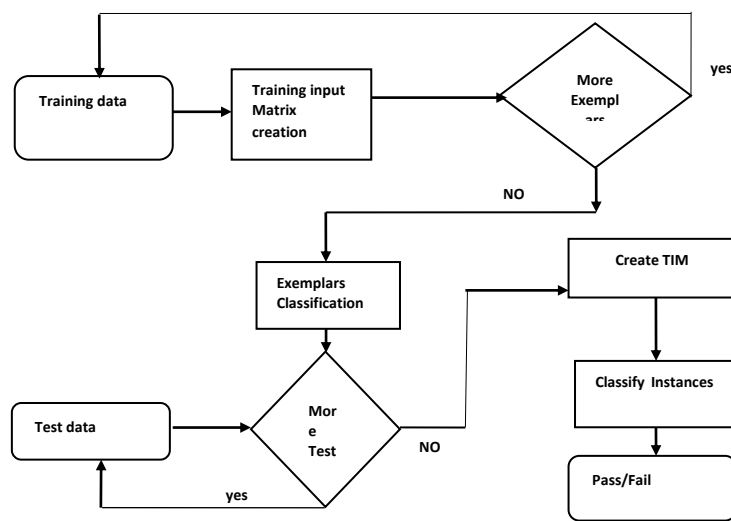 yes
Training data
Training input
Matrix
creation
More
Exempl
ars
NO
Exemplars
Classification
Create TIM
Classify Instances
Test data
Mor
e
Test
NO
yes
Pass/Fail